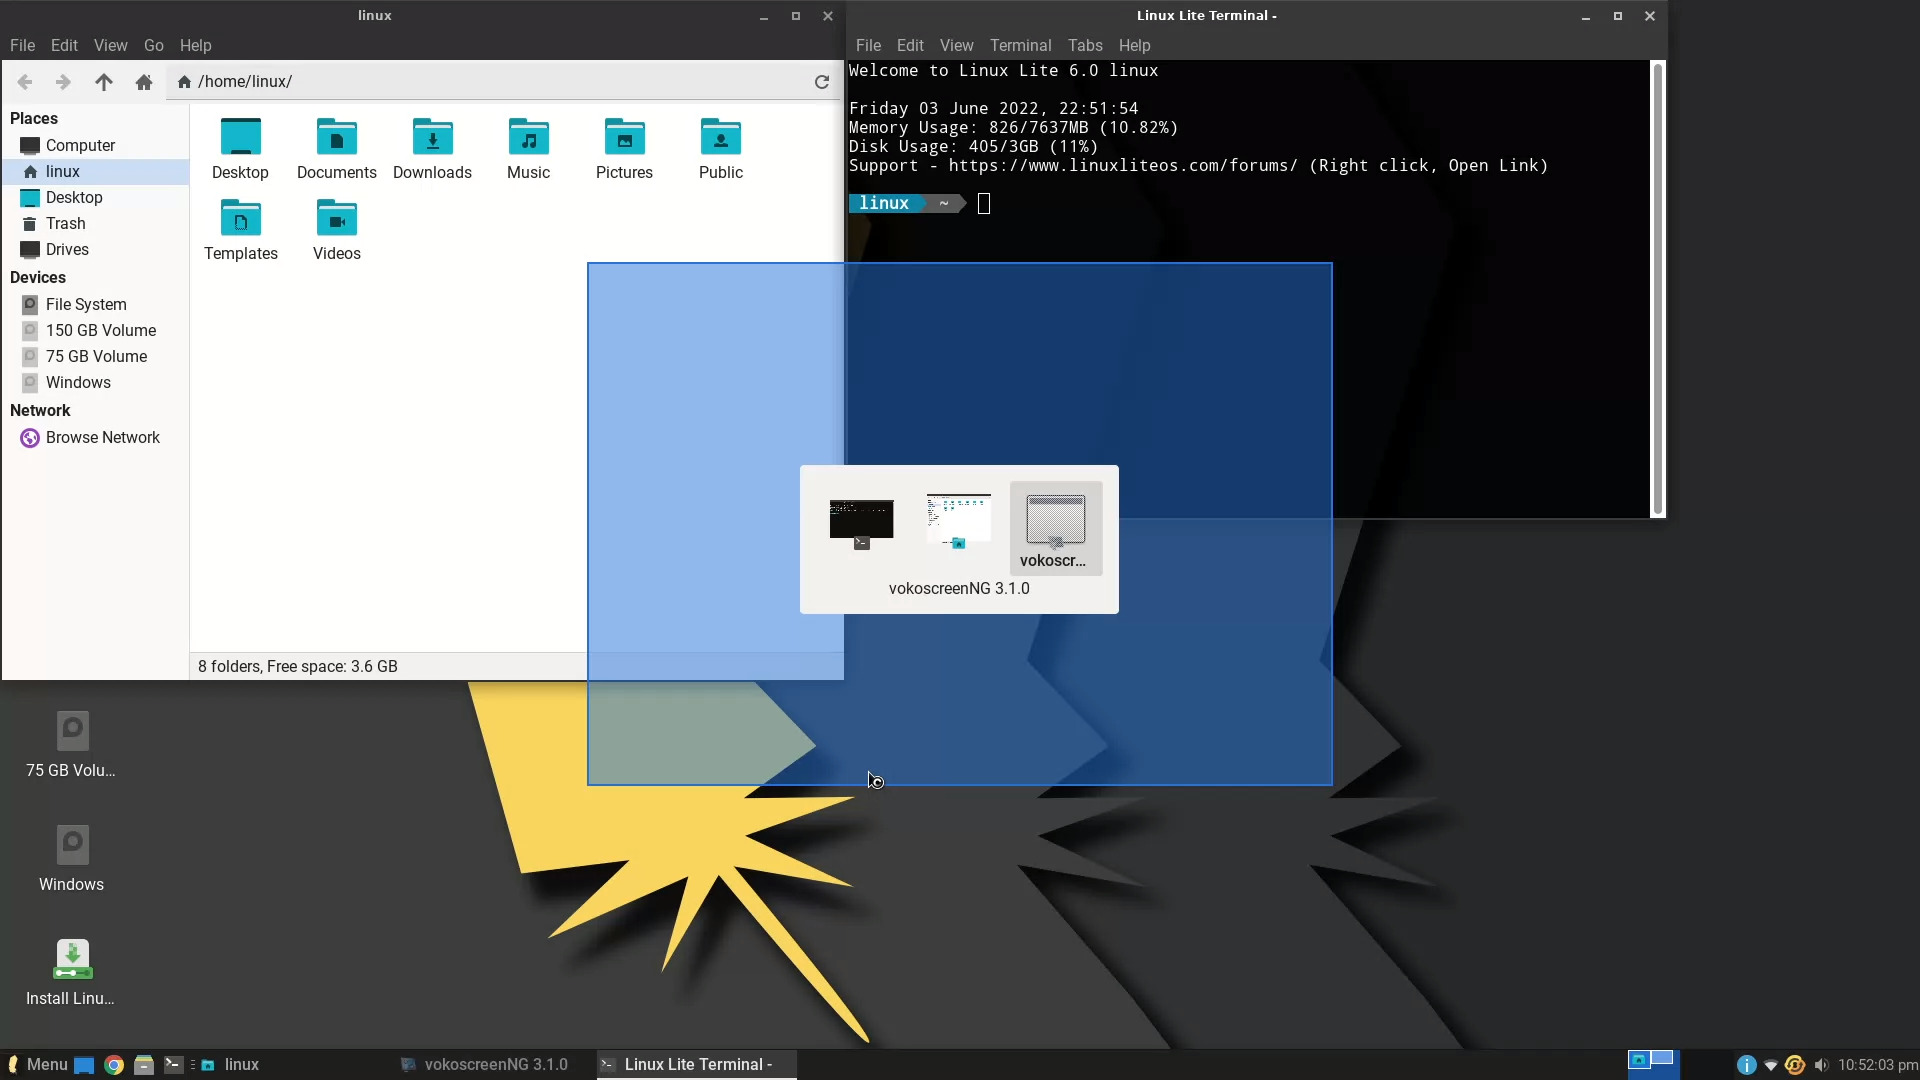 linux
File Edit View Go Help
/home/linux/
Places
Computer
linux
Desktop
Trash
Drives
Devices
File System
150 GB Volume
75 GB Volume
Windows
Network
Browse Network
Desktop Documents Downloads Music Pictures Public
Templates Videos
8 folders, Free space: 3.6 GB
Linux Lite Terminal -
File Edit View Terminal Tabs Help
Welcome to Linux Lite 6.0 linux
Friday 03 June 2022, 22:51:54
Memory Usage: 826/7637MB (10.82%)
Disk Usage: 405/3GB (11%)
Support - https://www.linuxliteos.com/forums/ (Right click, Open Link)
linux ~
vokoscr...
vokoscreenNG 3.1.0
75 GB Volu...
Windows
Install Linu...
Menu linux vokoscreenNG 3.1.0 Linux Lite Terminal - 10:52:03 pm